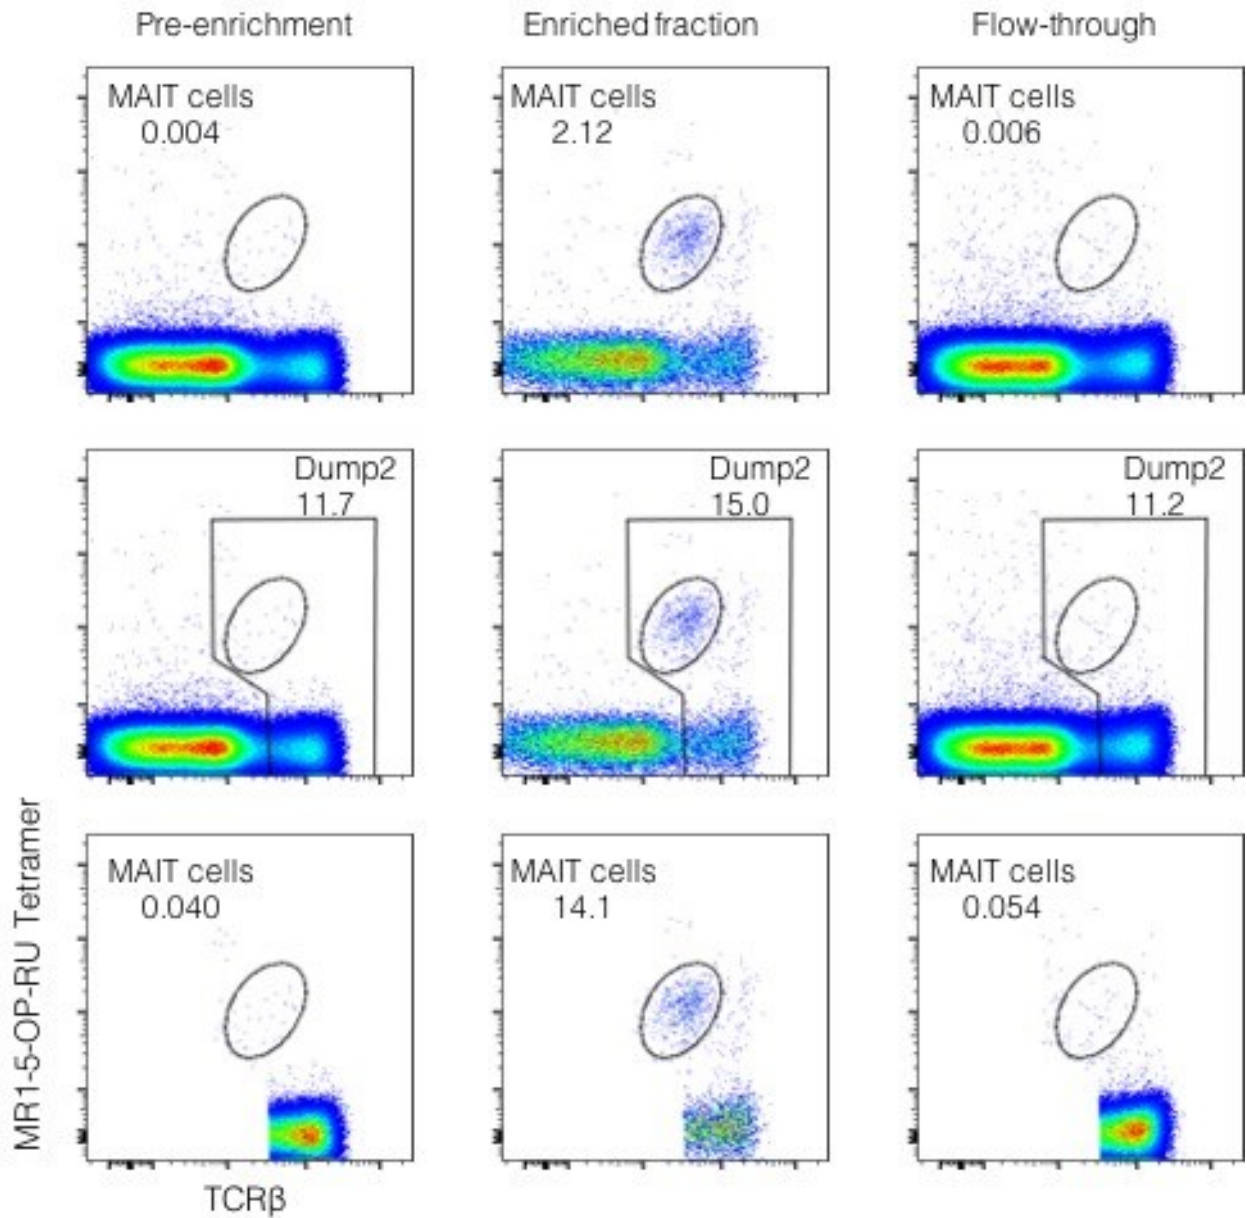 Pre-enrichment
Enriched fraction
Flow-through
MAIT cells
0.004
MAIT cells
2.12
MAIT cells
0.006
Dump2
11.7
Dump2
15.0
Dump2
11.2
MAIT cells
0.040
MAIT cells
14.1
MAIT cells
0.054
MR1-5-OP-RU Tetramer
TCRβ